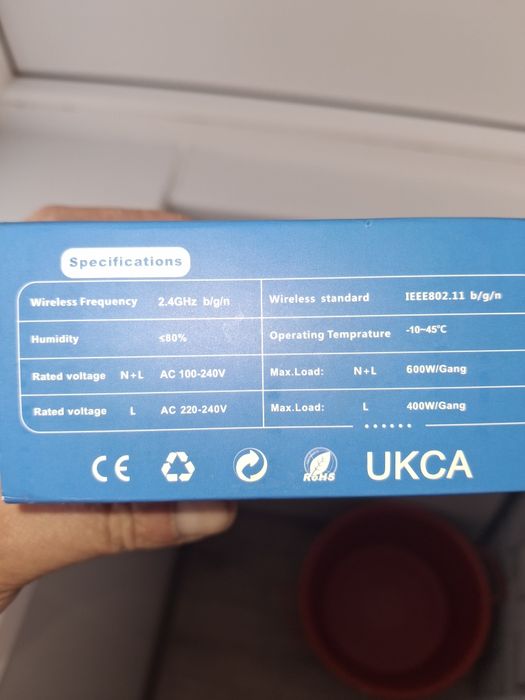 Specifications
Wireless Frequency 2.4GHz b/g/n Wireless standard IEEE802.11 b/g/n
Humidity ≤80% Operating Temprature -10~45℃
Rated voltage N+L AC 100-240V Max.Load: N+L 600W/Gang
Rated voltage L AC 220-240V Max.Load: L 400W/Gang
CE RoHS UKCA